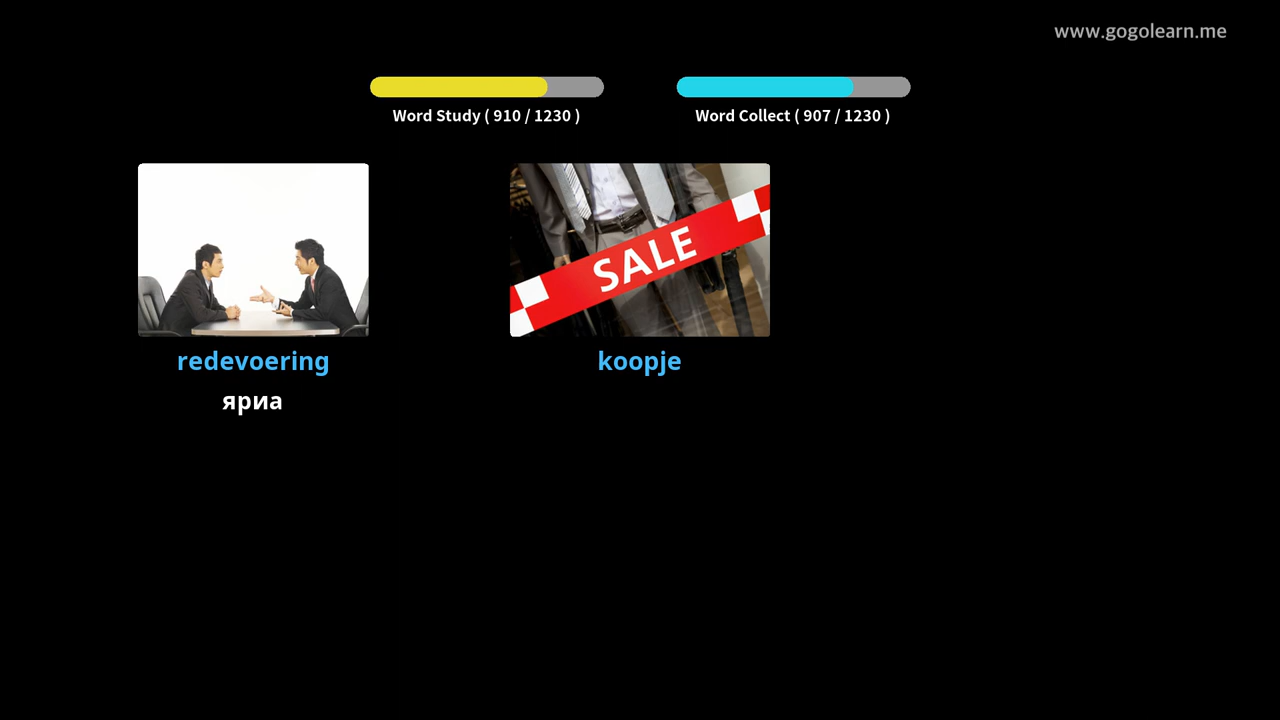 www.gogolearn.me
Word Study ( 910 / 1230 )
Word Collect ( 907 / 1230 )
SALE
redevoering
koopje
яриа